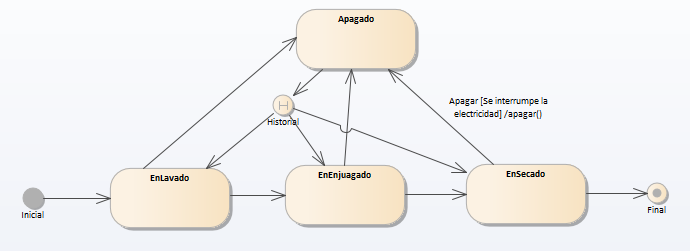 Apagado
H
Historial
Apagar [Se interrumpe la
electricidad] /apagar()
EnLavado
EnEnjuagado
EnSecado
Inicial
Final